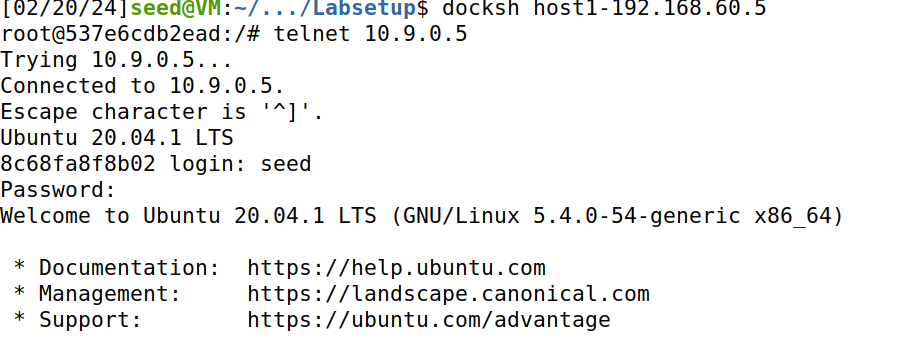 [02/20/24]seed@VM:~/.../Labsetup$ docksh host1-192.168.60.5
root@537e6cdb2ead:/# telnet 10.9.0.5
Trying 10.9.0.5...
Connected to 10.9.0.5.
Escape character is '^]'.
Ubuntu 20.04.1 LTS
8c68fa8f8b02 login: seed
Password:
Welcome to Ubuntu 20.04.1 LTS (GNU/Linux 5.4.0-54-generic x86_64)
* Documentation:  https://help.ubuntu.com
* Management:     https://landscape.canonical.com
* Support:        https://ubuntu.com/advantage